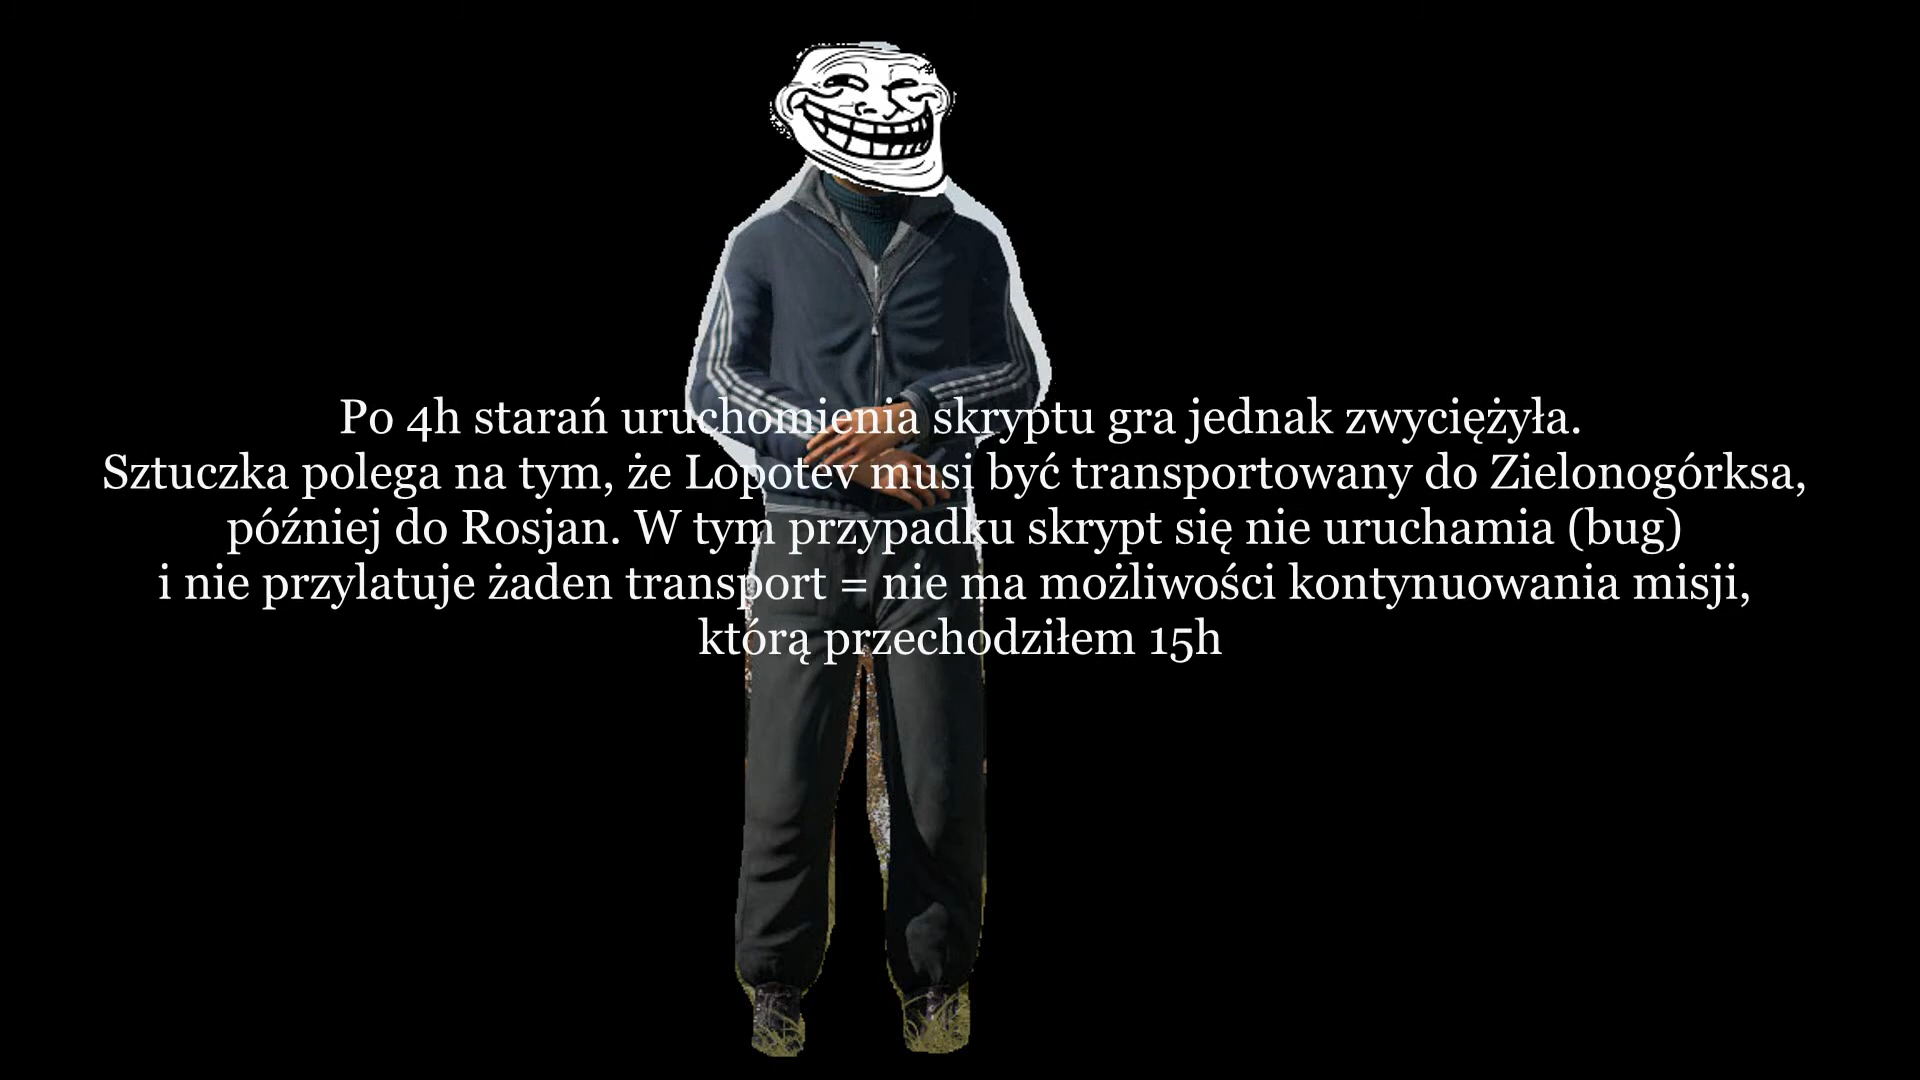 Po 4h starań uruchomienia skryptu gra jednak zwyciężyła.
Sztuczka polega na tym, że Lopotev musi być transportowany do Zielonogórksa,
później do Rosjan. W tym przypadku skrypt się nie uruchamia (bug)
i nie przylatuje żaden transport = nie ma możliwości kontynuowania misji,
którą przechodziłem 15h